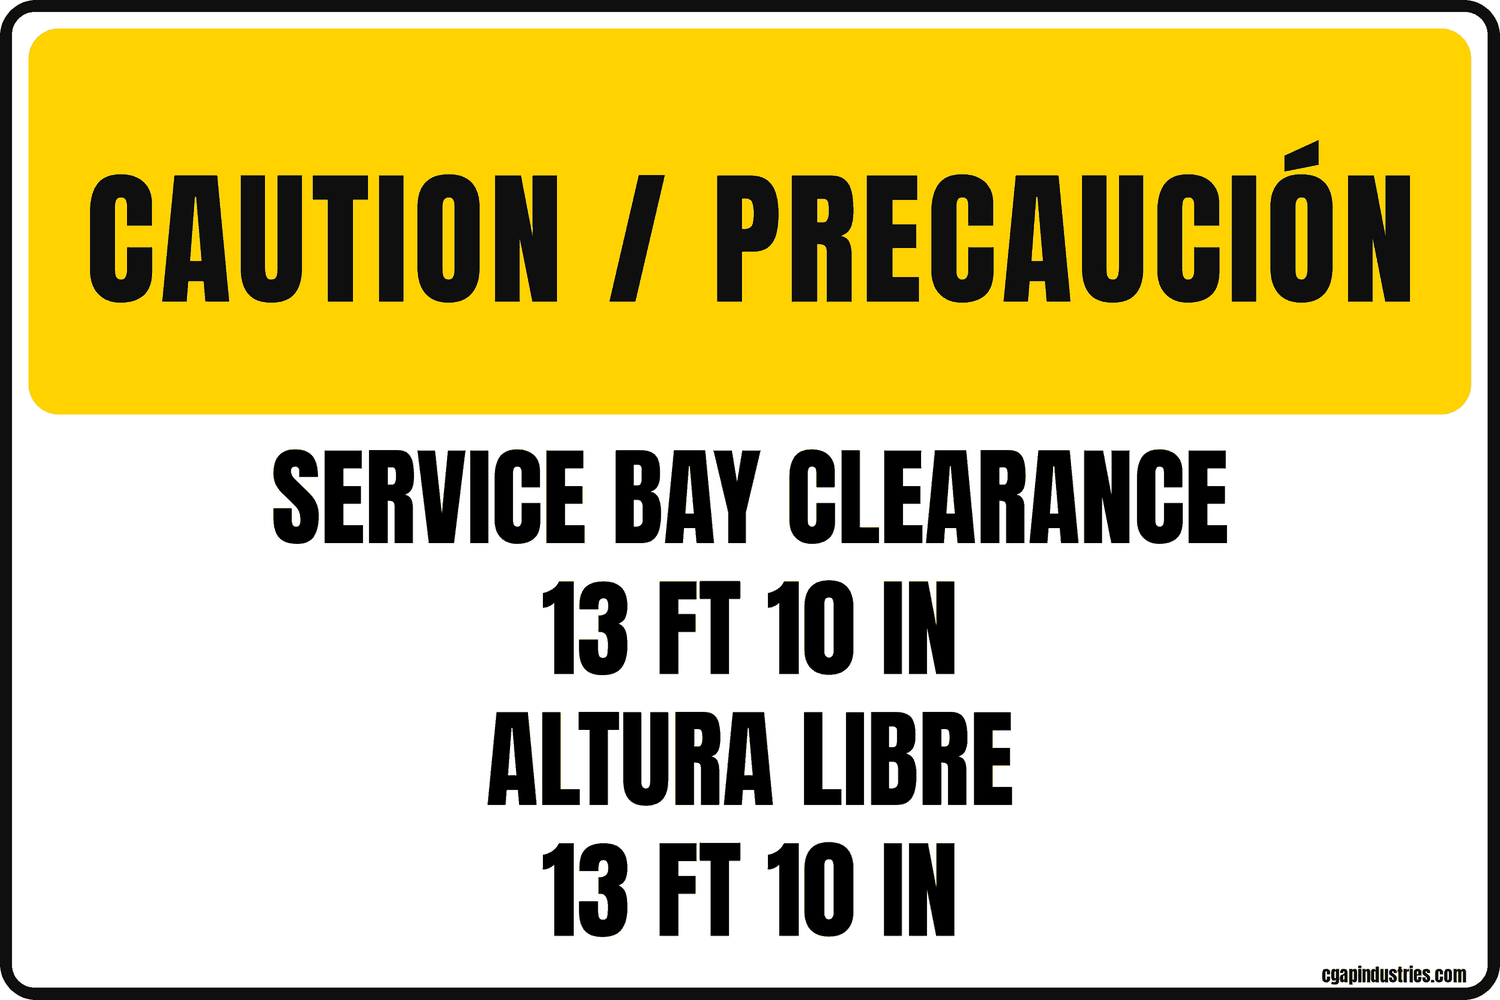 CAUTION / PRECAUCIÓN
SERVICE BAY CLEARANCE
13 FT 10 IN
ALTURA LIBRE
13 FT 10 IN
cgapindustries.com